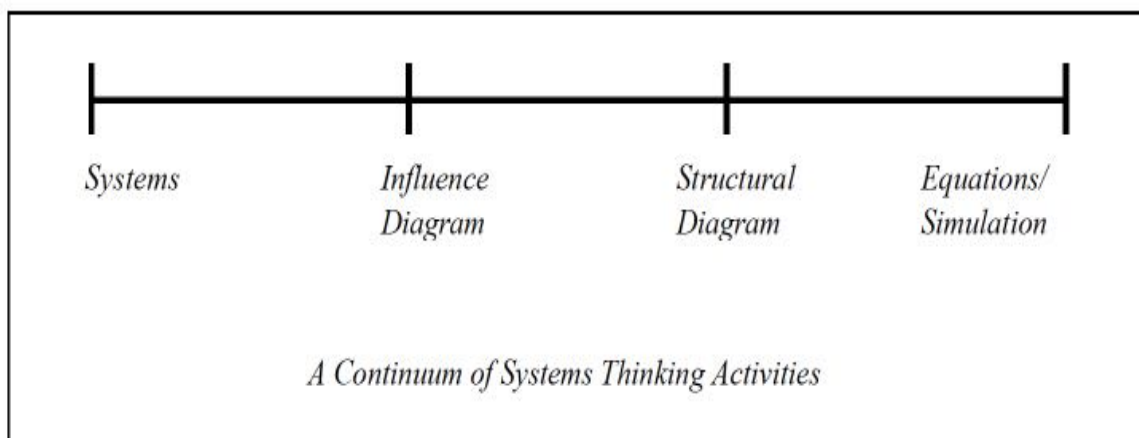 Systems
Influence
Diagram
Structural
Diagram
Equations/
Simulation
A Continuum of Systems Thinking Activities